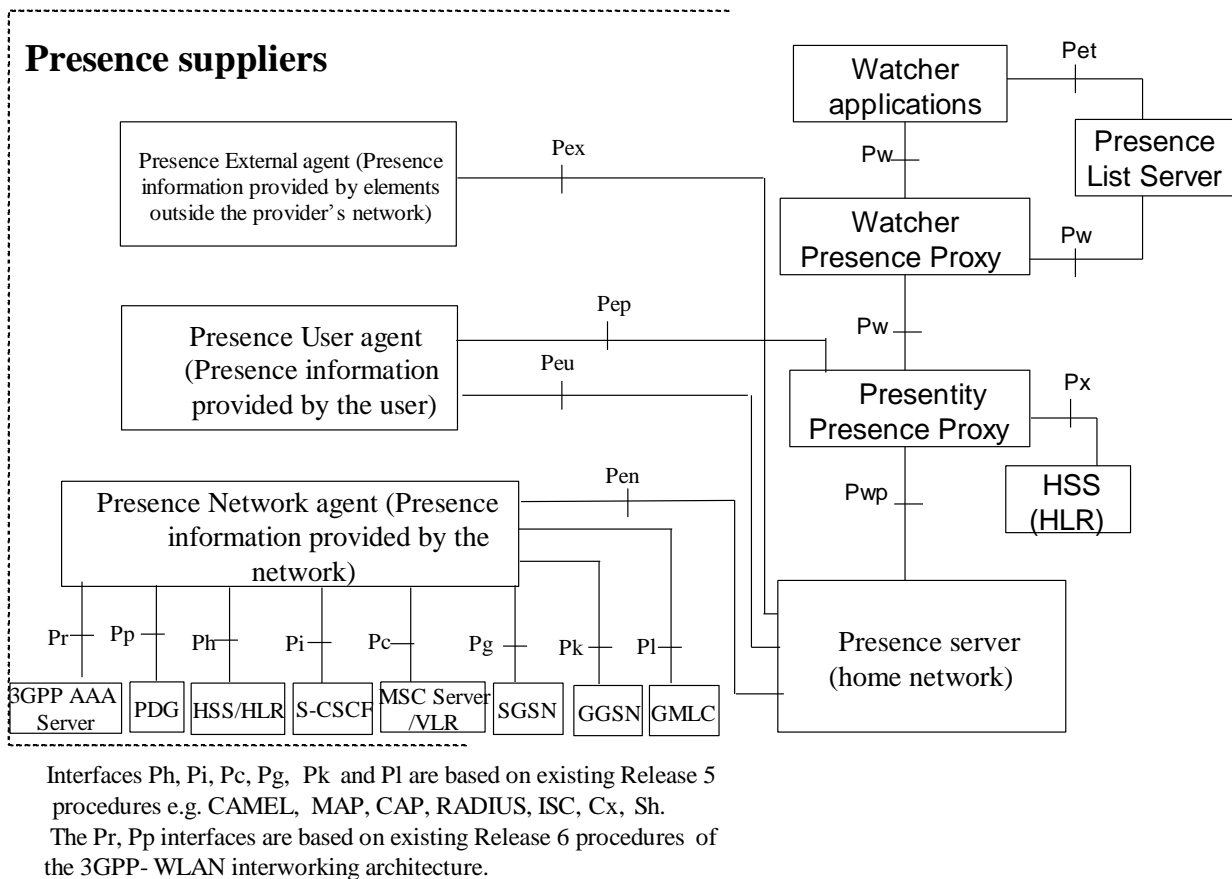 Presence suppliers
Presence External agent (Presence
information provided by elements
outside the provider's network)
Pex
Watcher
applications
Pet
Pw
Presence
List Server
Watcher
Presence Proxy
Pw
Presence User agent
(Presence information
provided by the user)
Pep
Peu
Pw
Presentity
Presence Proxy
Px
HSS
(HLR)
Presence Network agent (Presence
information provided by the
network)
Pen
Pwp
Presence server
(home network)
Pr
Pp
Ph
Pi
Pc
Pg
Pk
Pl
3GPP AAA
Server
PDG
HSS/HLR
S-CSCF
MSC Server
/VLR
SGSN
GGSN
GMLC
Interfaces Ph, Pi, Pc, Pg, Pk and Pl are based on existing Release 5
procedures e.g. CAMEL, MAP, CAP, RADIUS, ISC, Cx, Sh.
The Pr, Pp interfaces are based on existing Release 6 procedures of
the 3GPP- WLAN interworking architecture.